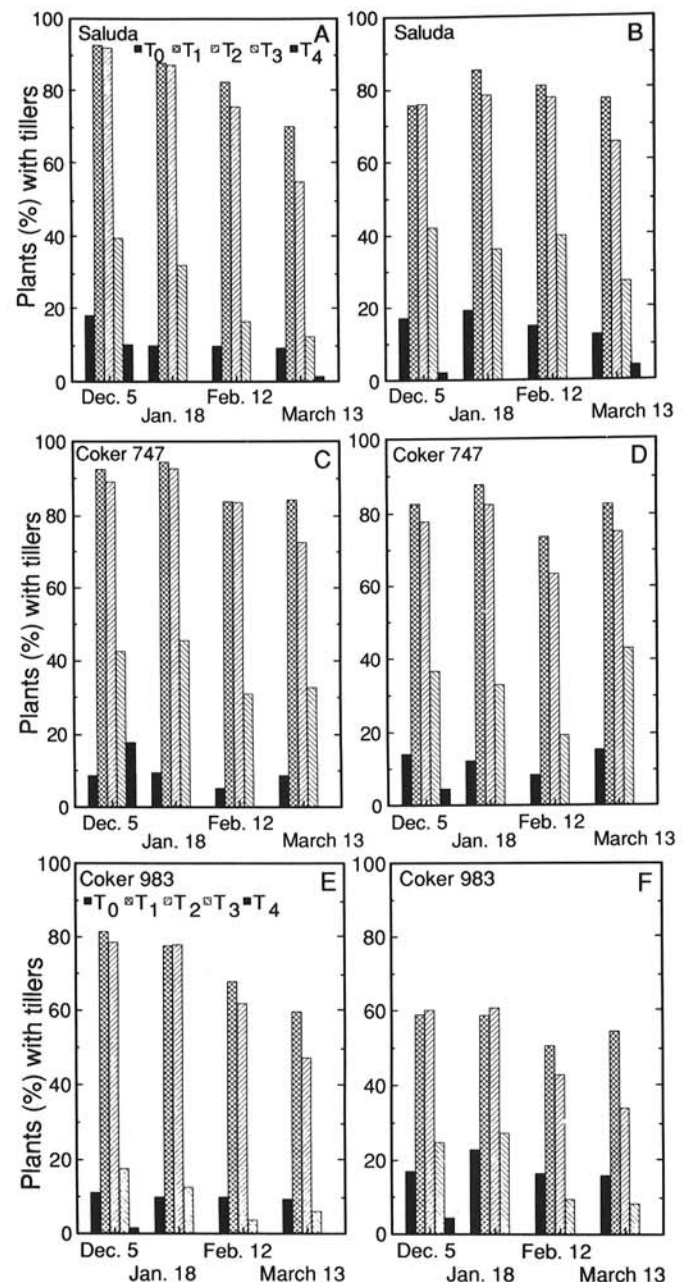 Saluda A
■T0 ▩T1 ▨T2 ▧T3 ■T4
Plants (%) with tillers
100
80
60
40
20
0
Dec. 5 Feb. 12
Jan. 18 March 13
Saluda B
100
80
60
40
20
0
Dec. 5 Feb. 12
Jan. 18 March 13
Coker 747 C
Plants (%) with tillers
100
80
60
40
20
0
Dec. 5 Feb. 12
Jan. 18 March 13
Coker 747 D
100
80
60
40
20
0
Dec. 5 Feb. 12
Jan. 18 March 13
Coker 983 E
■T0 ▩T1 ▨T2 ▧T3 ■T4
Plants (%) with tillers
100
80
60
40
20
0
Dec. 5 Feb. 12
Jan. 18 March 13
Coker 983 F
100
80
60
40
20
0
Dec. 5 Feb. 12
Jan. 18 March 13